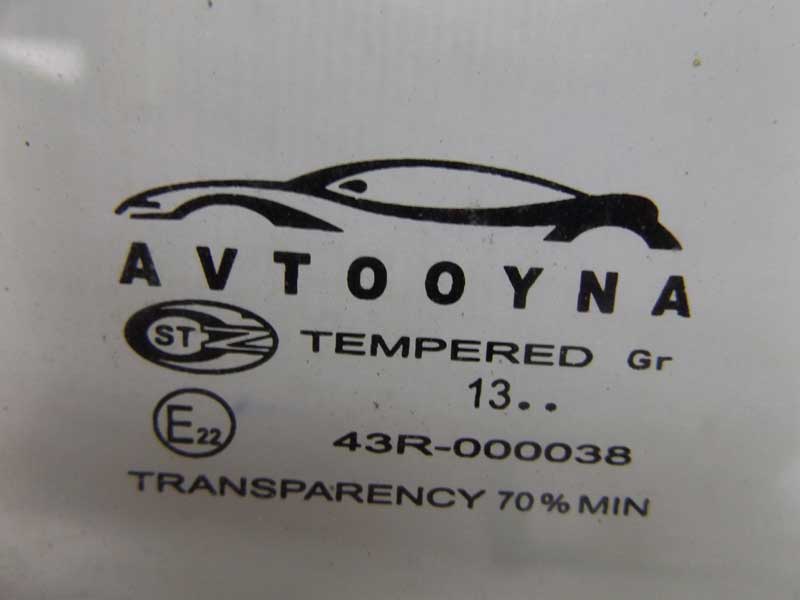 AVTOOYNA
ST TEMPERED Gr
13..
E22 43R-000038
TRANSPARENCY 70% MIN